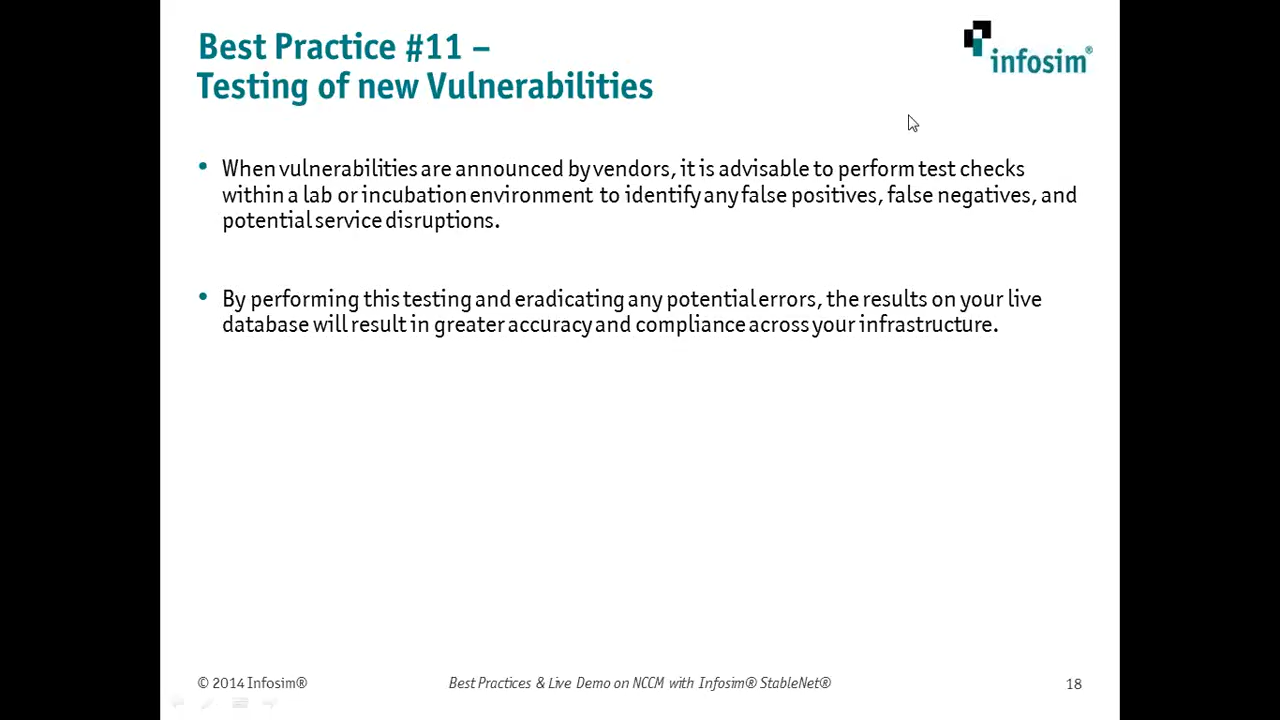 Best Practice #11 –
Testing of new Vulnerabilities
infosim®
• When vulnerabilities are announced by vendors, it is advisable to perform test checks
within a lab or incubation environment to identify any false positives, false negatives, and
potential service disruptions.
• By performing this testing and eradicating any potential errors, the results on your live
database will result in greater accuracy and compliance across your infrastructure.
© 2014 Infosim®
Best Practices & Live Demo on NCCM with Infosim® StableNet®
18